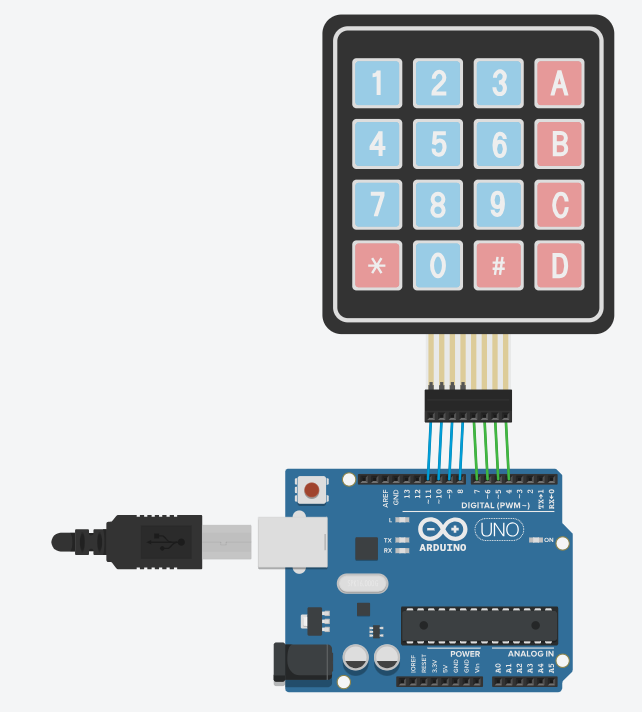 1 2 3 A
4 5 6 B
7 8 9 C
* 0 # D
AREF
GND
13
12
~11
~10
~9
8
7
~6
~5
4
~3
2
TX→1
RX←0
DIGITAL (PWM~)
L
TX
RX
ARDUINO
UNO
ON
POWER
ANALOG IN
IOREF
RESET
3.3V
5V
GND
GND
Vin
A0
A1
A2
A3
A4
A5